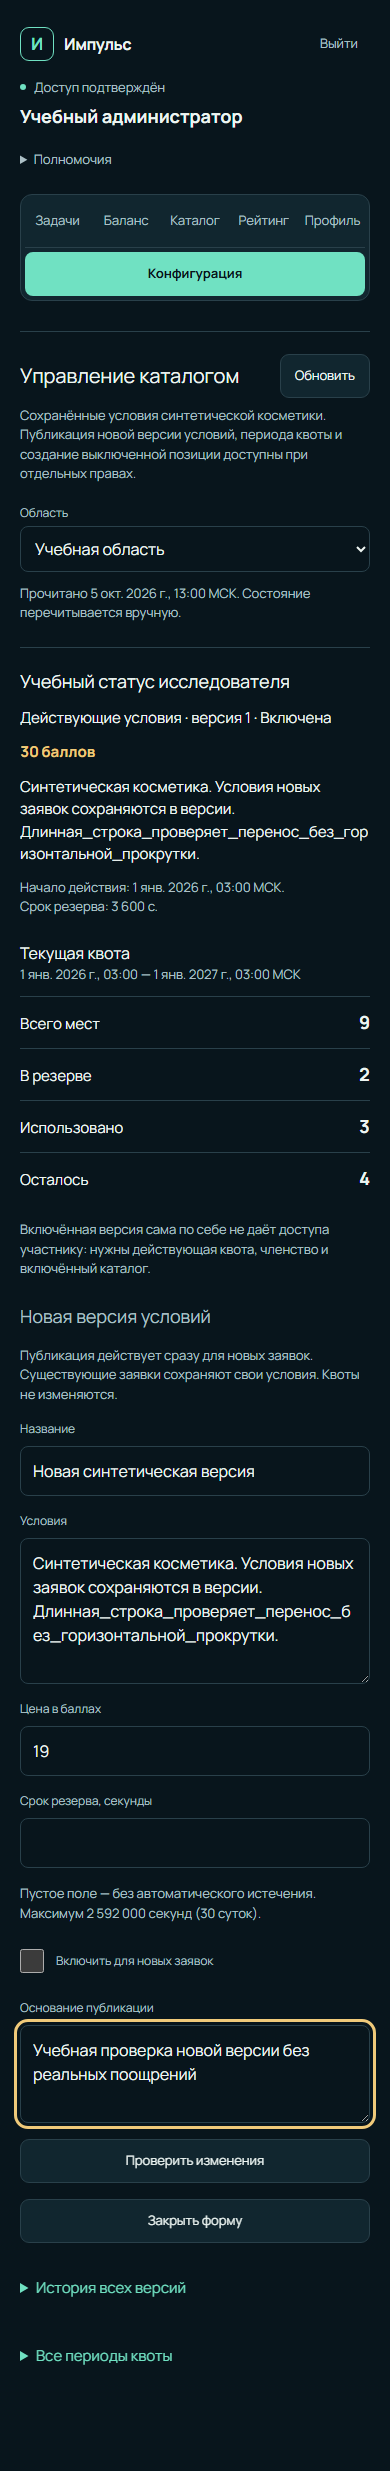 И Импульс Выйти
Доступ подтверждён
Учебный администратор
Полномочия
Задачи Баланс Каталог Рейтинг Профиль
Конфигурация
Управление каталогом Обновить
Сохранённые условия синтетической косметики.
Публикация новой версии условий, периода квоты и
создание выключенной позиции доступны при
отдельных правах.
Область
Учебная область
Прочитано 5 окт. 2026 г., 13:00 МСК. Состояние
перечитывается вручную.
Учебный статус исследователя
Действующие условия · версия 1 · Включена
30 баллов
Синтетическая косметика. Условия новых
заявок сохраняются в версии.
Длинная_строка_проверяет_перенос_без_гор
изонтальной_прокрутки.
Начало действия: 1 янв. 2026 г., 03:00 МСК.
Срок резерва: 3 600 с.
Текущая квота
1 янв. 2026 г., 03:00 — 1 янв. 2027 г., 03:00 МСК
Всего мест 9
В резерве 2
Использовано 3
Осталось 4
Включённая версия сама по себе не даёт доступа
участнику: нужны действующая квота, членство и
включённый каталог.
Новая версия условий
Публикация действует сразу для новых заявок.
Существующие заявки сохраняют свои условия. Квоты
не изменяются.
Название
Новая синтетическая версия
Условия
Синтетическая косметика. Условия новых
заявок сохраняются в версии.
Длинная_строка_проверяет_перенос_б
ез_горизонтальной_прокрутки.
Цена в баллах
19
Срок резерва, секунды
Пустое поле — без автоматического истечения.
Максимум 2 592 000 секунд (30 суток).
Включить для новых заявок
Основание публикации
Учебная проверка новой версии без
реальных поощрений
Проверить изменения
Закрыть форму
История всех версий
Все периоды квоты